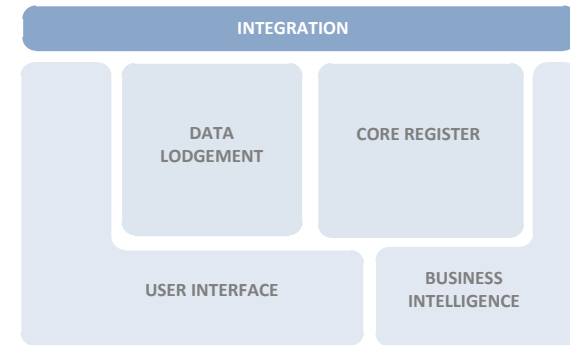 INTEGRATION
DATA
LODGEMENT
CORE REGISTER
USER INTERFACE
BUSINESS
INTELLIGENCE